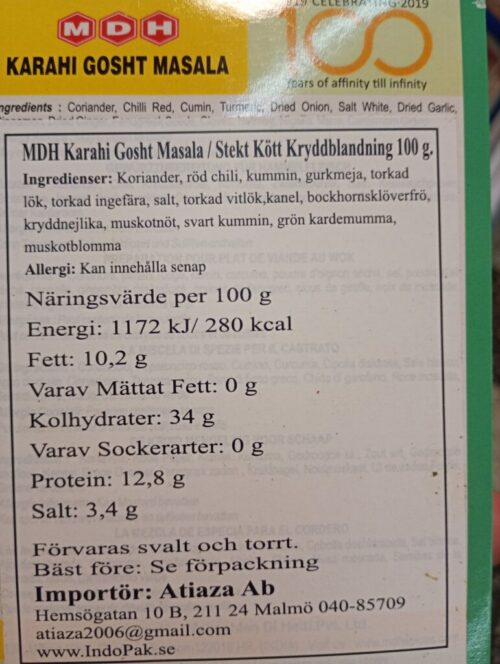 MDH
KARAHI GOSHT MASALA
CELEBRATING-2019
100
Years of affinity till infinity
Ingredients : Coriander, Chilli Red, Cumin, Turmeric, Dried Onion, Salt White, Dried Garlic,
MDH Karahi Gosht Masala / Stekt Kött Kryddblandning 100 g.
Ingredienser: Koriander, röd chili, kummin, gurkmeja, torkad
lök, torkad ingefära, salt, torkad vitlök,kanel, bockhornsklöverfrö,
kryddnejlika, muskotnöt, svart kummin, grön kardemumma,
muskotblomma
Allergi: Kan innehålla senap
Näringsvärde per 100 g
Energi: 1172 kJ/ 280 kcal
Fett: 10,2 g
Varav Mättat Fett: 0 g
Kolhydrater: 34 g
Varav Sockerarter: 0 g
Protein: 12,8 g
Salt: 3,4 g
Förvaras svalt och torrt.
Bäst före: Se förpackning
Importör: Atiaza Ab
Hemsögatan 10 B, 211 24 Malmö 040-85709
atiaza2006@gmail.com
www.IndoPak.se